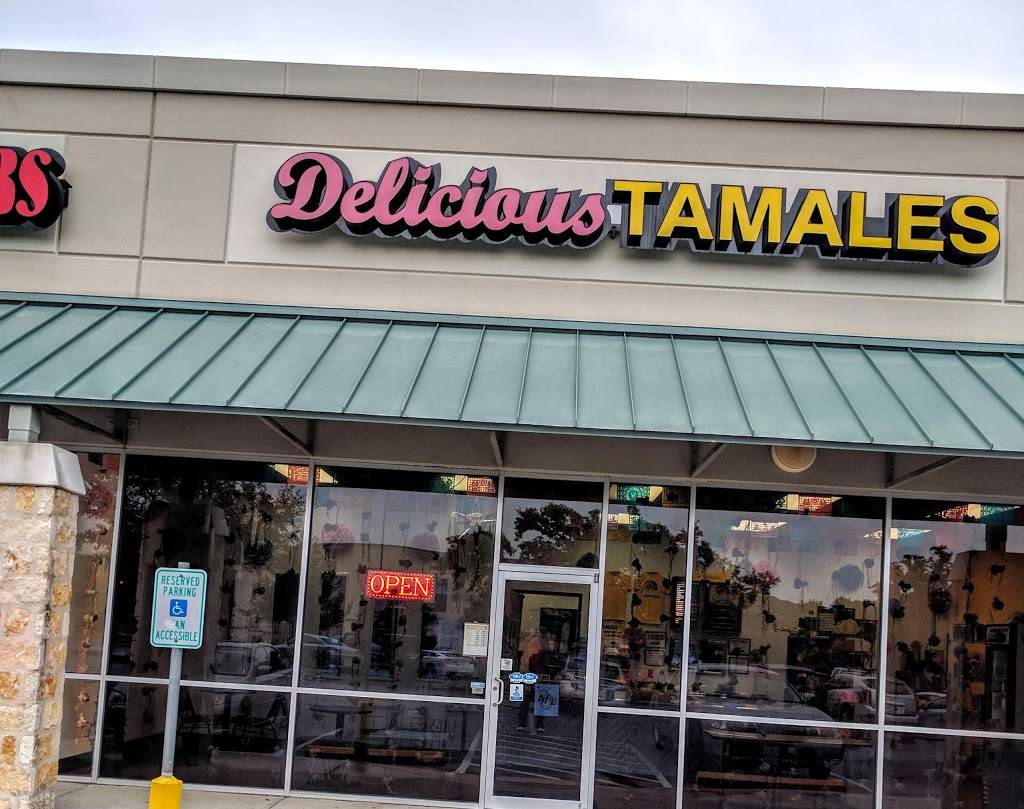 BS
Delicious TAMALES
OPEN
RESERVED
PARKING
VAN
ACCESSIBLE